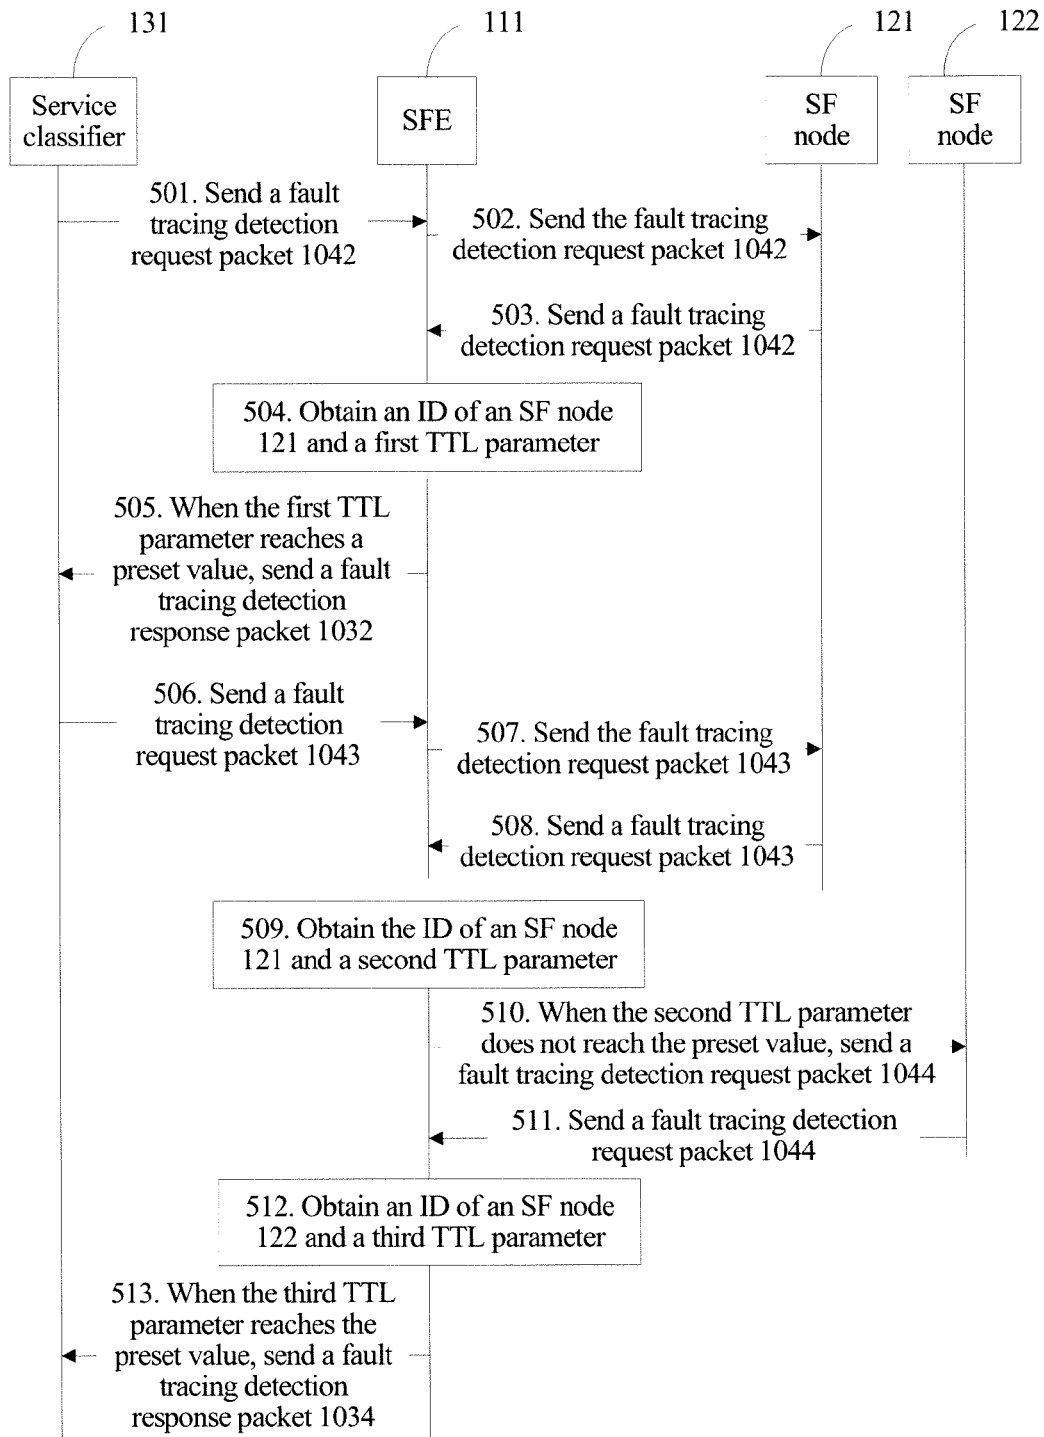 131
111
121
122
Service
classifier
SFE
SF
node
SF
node
501. Send a fault
tracing detection
request packet 1042
502. Send the fault tracing
detection request packet 1042
503. Send a fault tracing
detection request packet 1042
504. Obtain an ID of an SF node
121 and a first TTL parameter
505. When the first TTL
parameter reaches a
preset value, send a fault
tracing detection
response packet 1032
506. Send a fault
tracing detection
request packet 1043
507. Send the fault tracing
detection request packet 1043
508. Send a fault tracing
detection request packet 1043
509. Obtain the ID of an SF node
121 and a second TTL parameter
510. When the second TTL parameter
does not reach the preset value, send a
fault tracing detection request packet 1044
511. Send a fault tracing detection
request packet 1044
512. Obtain an ID of an SF node
122 and a third TTL parameter
513. When the third TTL
parameter reaches the
preset value, send a fault
tracing detection
response packet 1034